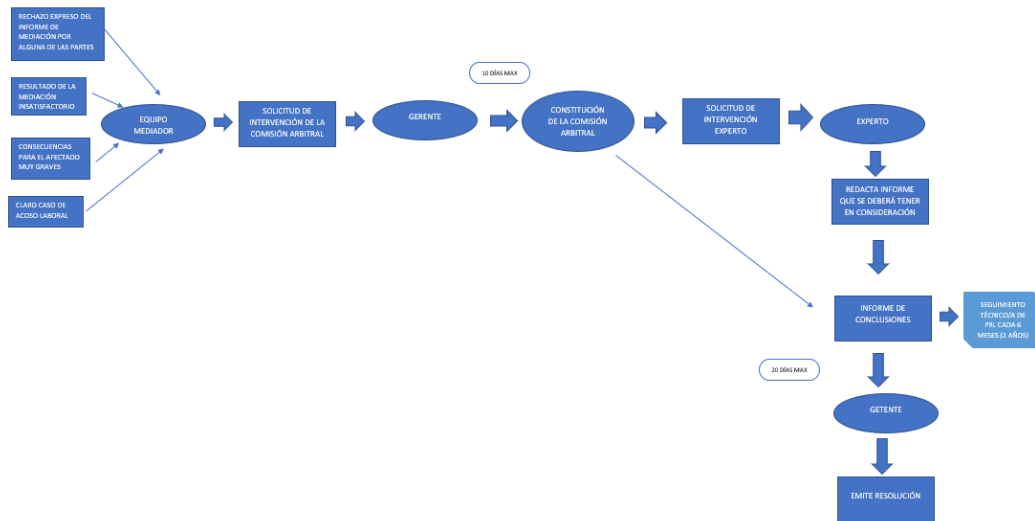 RECHAZO EXPRESO DEL
INFORME DE
MEDIACIÓN POR
ALGUNA DE LAS PARTES
RESULTADO DE LA
MEDIACIÓN
INSATISFACTORIO
CONSECUENCIAS
PARA EL AFECTADO
MUY GRAVES
CLARO CASO DE
ACOSO LABORAL
EQUIPO
MEDIADOR
SOLICITUD DE
INTERVENCIÓN DE LA
COMISIÓN ARBITRAL
GERENTE
10 DÍAS MAX
CONSTITUCIÓN
DE LA COMISIÓN
ARBITRAL
SOLICITUD DE
INTERVENCIÓN
EXPERTO
EXPERTO
REDACTA INFORME
QUE SE DEBERÁ TENER
EN CONSIDERACIÓN
INFORME DE
CONCLUSIONES
SEGUIMIENTO
TÉCNICO/A DE
PRL CADA 6
MESES (2 AÑOS)
20 DÍAS MAX
GETENTE
EMITE RESOLUCIÓN